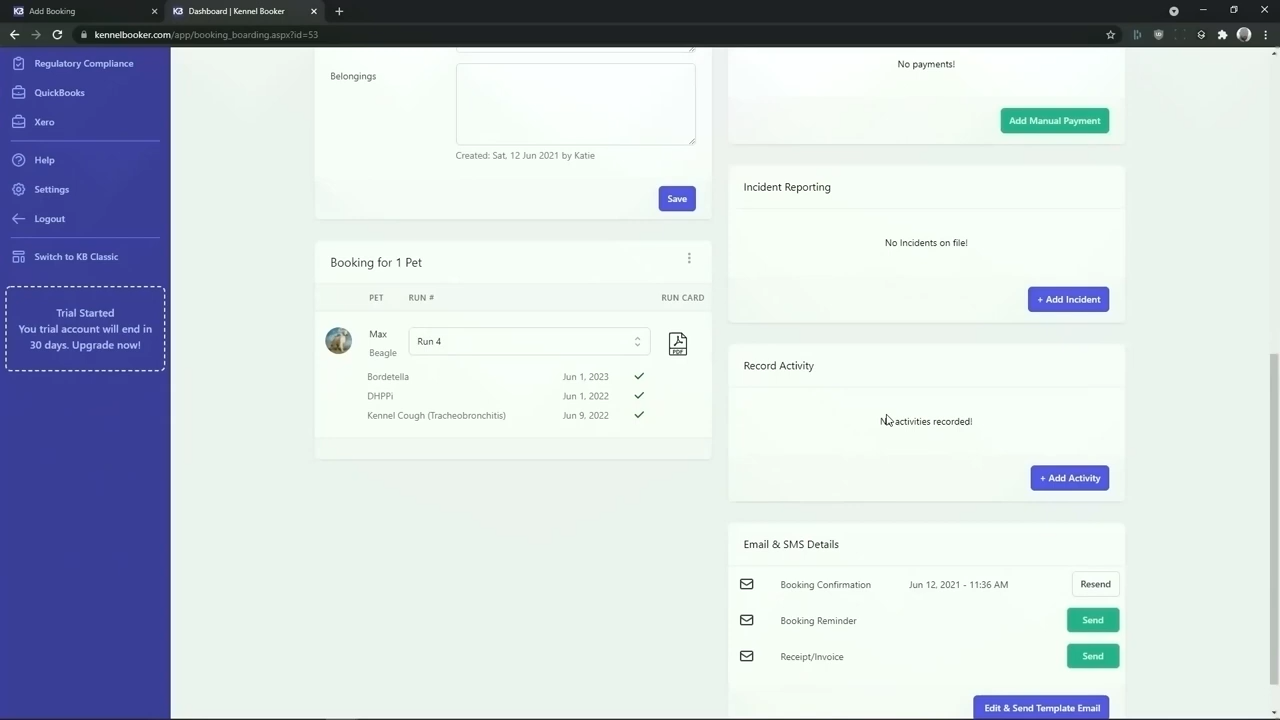 Add Booking
Dashboard | Kennel Booker
kennelbooker.com/app/booking_boarding.aspx?id=53
Regulatory Compliance
QuickBooks
Xero
Help
Settings
Logout
Switch to KB Classic
Trial Started
You trial account will end in
30 days. Upgrade now!
Belongings
Created: Sat, 12 Jun 2021 by Katie
Save
Booking for 1 Pet
PET RUN # RUN CARD
Max
Beagle
Run 4
PDF
Bordetella Jun 1, 2023
DHPPi Jun 1, 2022
Kennel Cough (Tracheobronchitis) Jun 9, 2022
No payments!
Add Manual Payment
Incident Reporting
No Incidents on file!
+ Add Incident
Record Activity
No activities recorded!
+ Add Activity
Email & SMS Details
Booking Confirmation Jun 12, 2021 - 11:36 AM Resend
Booking Reminder Send
Receipt/Invoice Send
Edit & Send Template Email